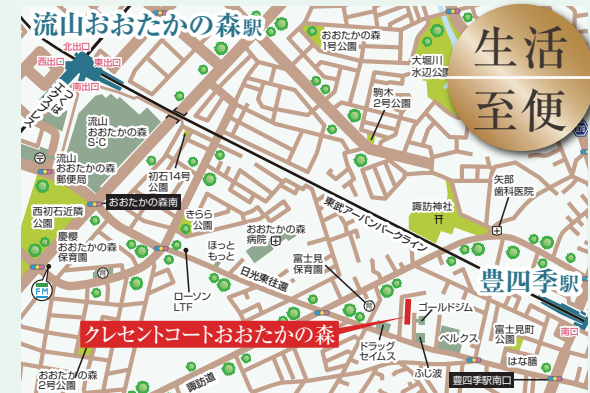 流山おおたかの森駅
北出口
西出口
東出口
南出口
つくば
エクスプレス
流山
おおたかの森
S・C
流山
おおたかの森
郵便局
初石14号
公園
おおたかの森南
西初石近隣
公園
きらら
公園
慶櫻
おおたかの森
保育園
ほっと
もっと
おおたかの森
病院
日光東往還
ローソン
LTF
富士見
保育園
FM
おおたかの森
2号公園
諏訪道
おおたかの森
1号公園
大堀川
水辺公園
駒木
2号公園
生活
至便
東武アーバンパークライン
諏訪神社
矢部
歯科医院
豊四季駅
南口
クレセントコートおおたかの森
ゴールドジム
ドラッグ
セイムス
ふじ波
ベルクス
富士見町
公園
はな膳
豊四季駅南口